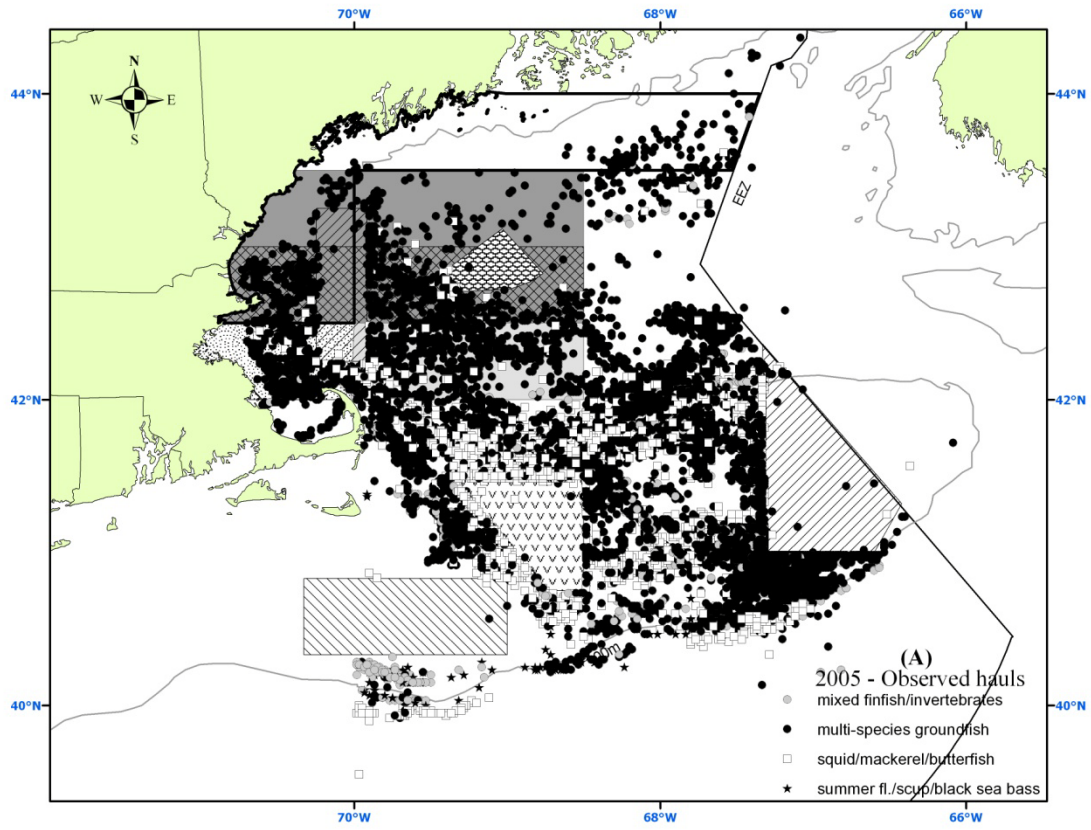 70°W 68°W 66°W
N
W E
S
44°N 44°N
EEZ
42°N 42°N
(A)
2005 - Observed hauls
mixed finfish/invertebrates
40°N 40°N
multi-species groundfish
squid/mackerel/butterfish
summer fl./scup/black sea bass
70°W 68°W 66°W